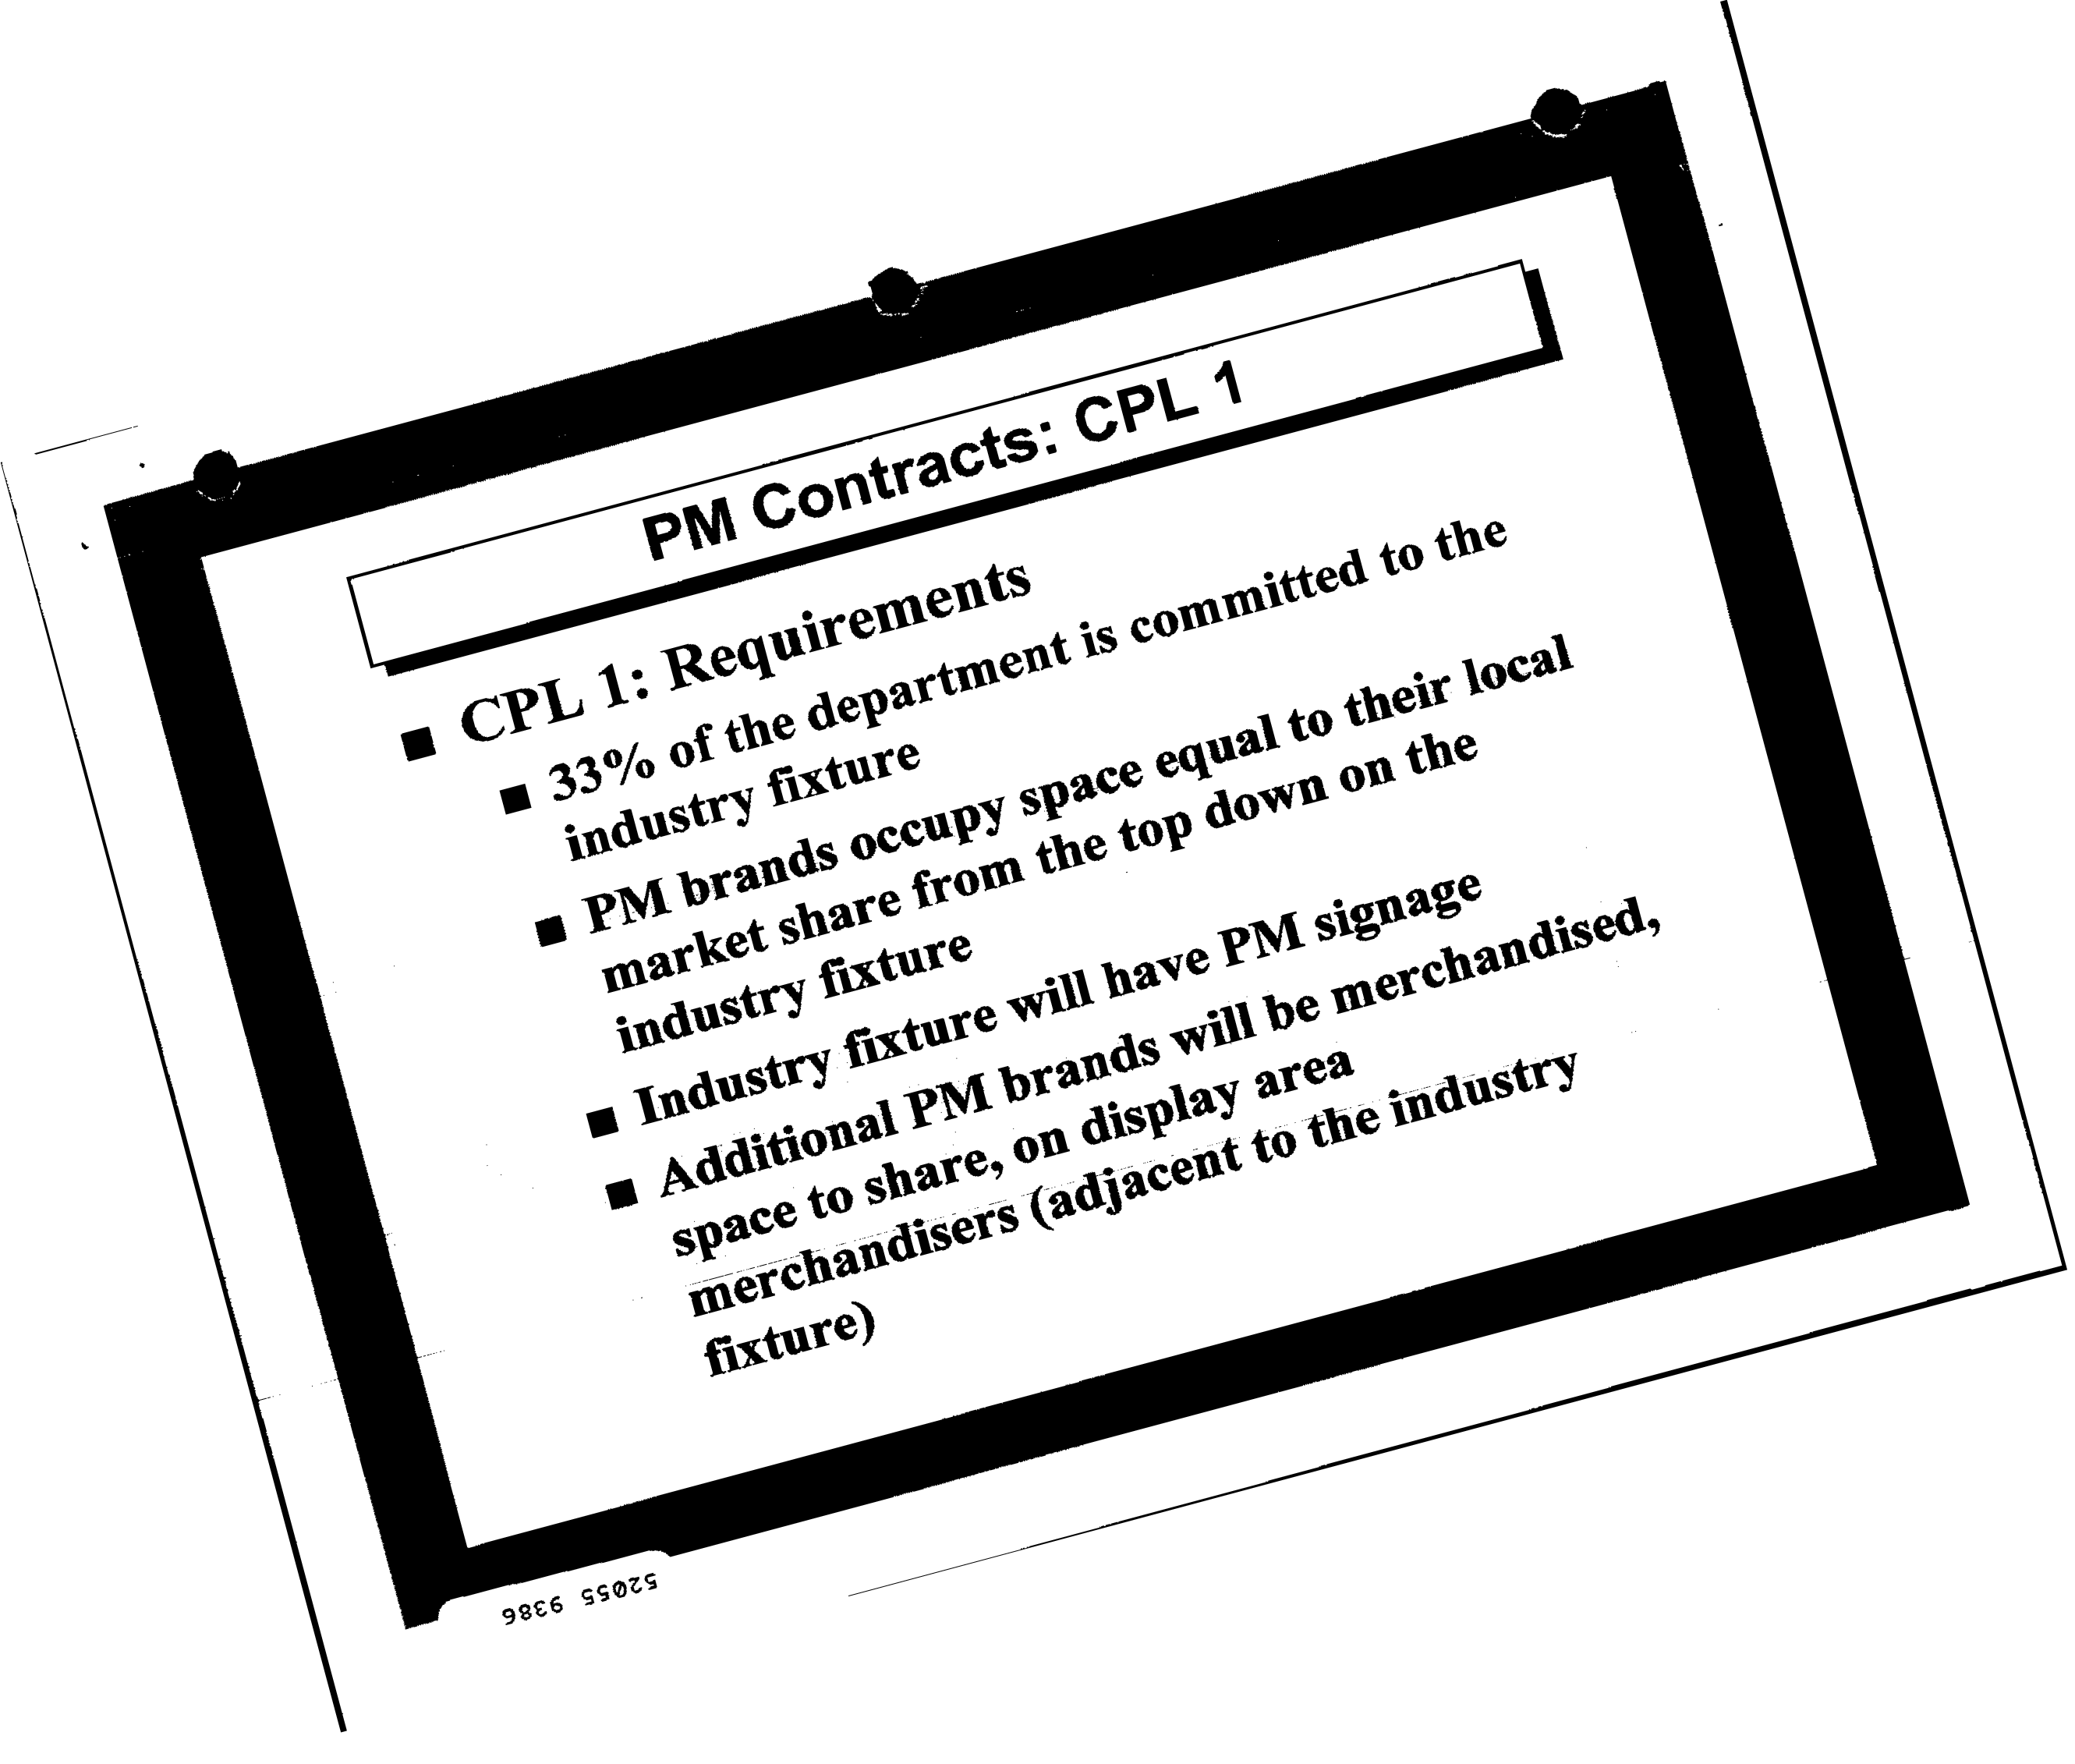 PM Contracts: CPL 1
■ CPL 1: Requirements
■ 33% of the department is committed to the
industry fixture
■ PM brands occupy space equal to their local
market share from the top down on the
industry fixture
■ Industry fixture will have PM signage
■ Additional PM brands will be merchandised,
space to share, on display area
merchandisers (adjacent to the industry
fixture)
52055 9386